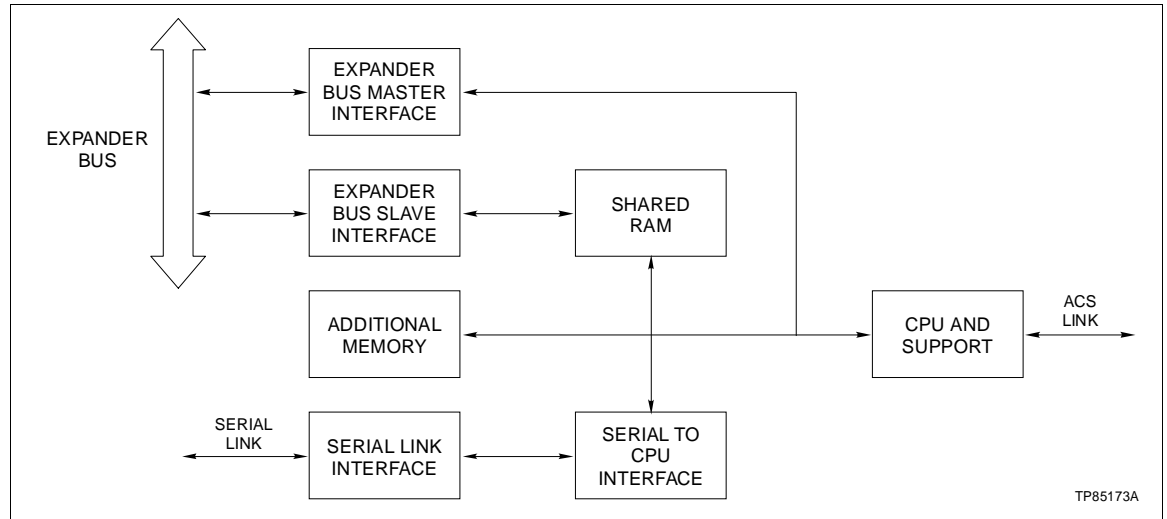 EXPANDER
BUS
EXPANDER
BUS MASTER
INTERFACE
EXPANDER
BUS SLAVE
INTERFACE
SHARED
RAM
ADDITIONAL
MEMORY
CPU AND
SUPPORT
ACS
LINK
SERIAL
LINK
SERIAL LINK
INTERFACE
SERIAL TO
CPU
INTERFACE
TP85173A